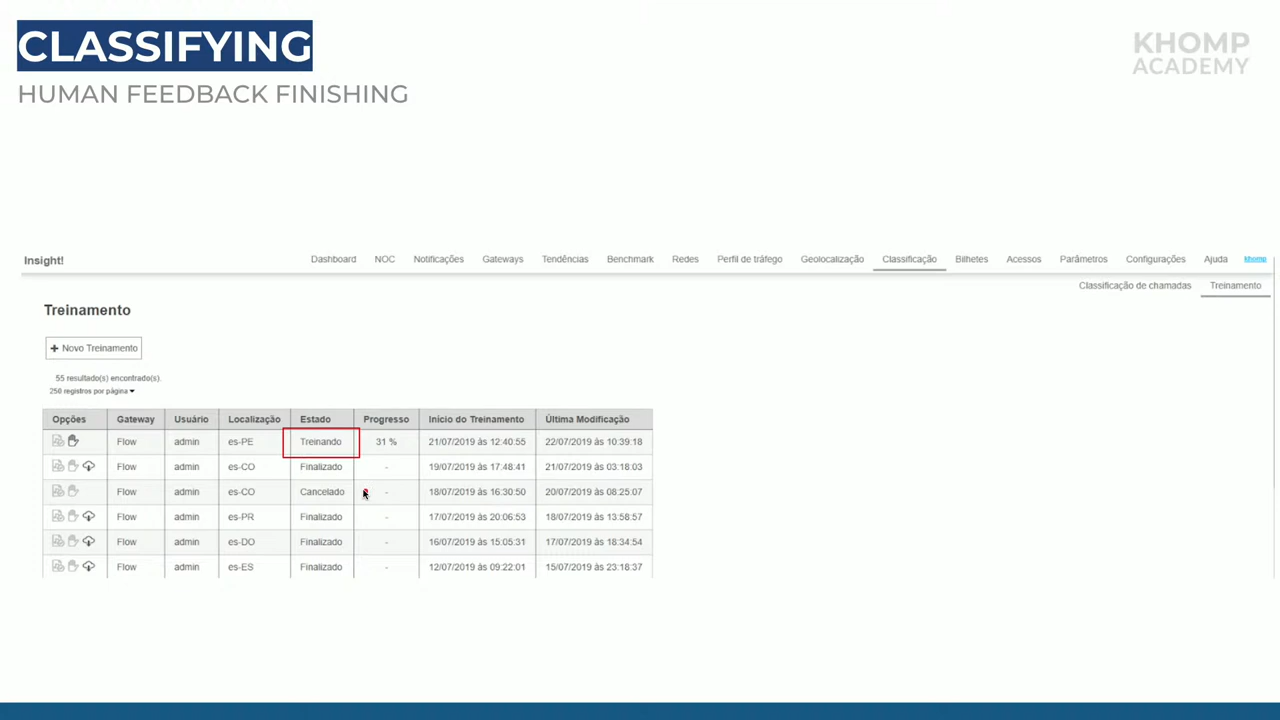 CLASSIFYING
HUMAN FEEDBACK FINISHING
KHOMP
ACADEMY
Insight!
Dashboard NOC Notificações Gateways Tendências Benchmark Redes Perfil de tráfego Geolocalização Classificação Bilhetes Acessos Parâmetros Configurações Ajuda khomp
Classificação de chamadas Treinamento
Treinamento
+ Novo Treinamento
55 resultado(s) encontrado(s).
250 registros por página
Opções Gateway Usuário Localização Estado Progresso Início do Treinamento Última Modificação
Flow admin es-PE Treinando 31 % 21/07/2019 às 12:40:55 22/07/2019 às 10:39:18
Flow admin es-CO Finalizado - 19/07/2019 às 17:48:41 21/07/2019 às 03:18:03
Flow admin es-CO Cancelado - 18/07/2019 às 16:30:50 20/07/2019 às 08:25:07
Flow admin es-PR Finalizado - 17/07/2019 às 20:06:53 18/07/2019 às 13:58:57
Flow admin es-DO Finalizado - 16/07/2019 às 15:05:31 17/07/2019 às 18:34:54
Flow admin es-ES Finalizado - 12/07/2019 às 09:22:01 15/07/2019 às 23:18:37